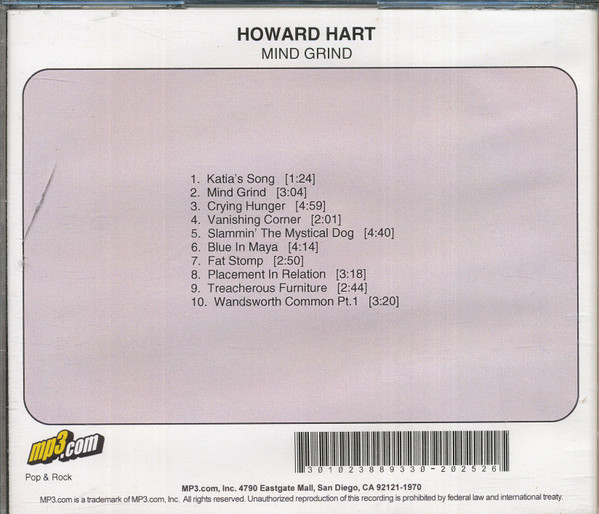 HOWARD HART
MIND GRIND
1. Katia's Song [1:24]
2. Mind Grind [3:04]
3. Crying Hunger [4:59]
4. Vanishing Corner [2:01]
5. Slammin' The Mystical Dog [4:40]
6. Blue In Maya [4:14]
7. Fat Stomp [2:50]
8. Placement In Relation [3:18]
9. Treacherous Furniture [2:44]
10. Wandsworth Common Pt.1 [3:20]
mp3.com
Pop & Rock
301023889330-202526
MP3.com, Inc. 4790 Eastgate Mall, San Diego, CA 92121-1970
MP3.com is a trademark of MP3.com, Inc. All rights reserved. Unauthorized reproduction of this recording is prohibited by federal law and international treaty.